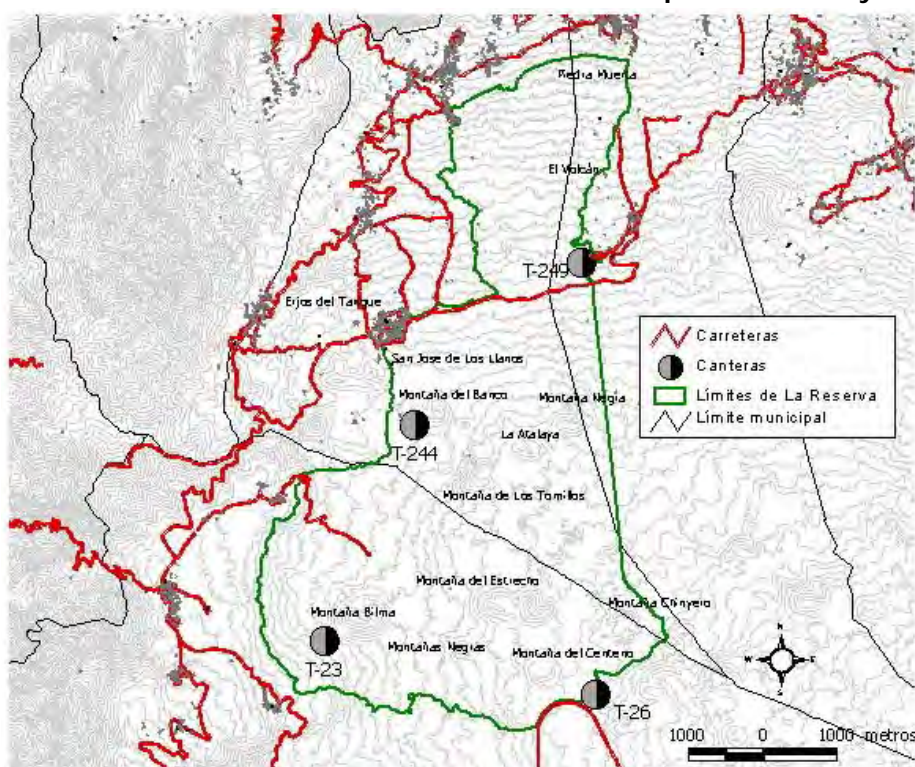 Piedra Muerta
El Volcán
T-249
Erjos del Tanque
Carreteras
Canteras
Límites de La Reserva
Límite municipal
San Jose de Los Llanos
Montaña del Banco
Montaña Negra
La Atalaya
T-244
Montaña de Los Tomillos
Montaña del Estrecho
Montaña Bilma
Montaña Chinyero
Montañas Negras
Montaña del Centeno
T-23
T-26
N
W E
S
1000 0 1000 metros